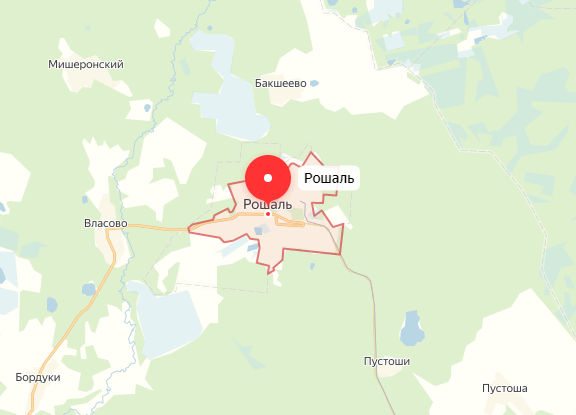 Мишеронский
Бакшеево
Рошаль
Рошаль
Власово
Пустоши
Бордуки
Пустоша